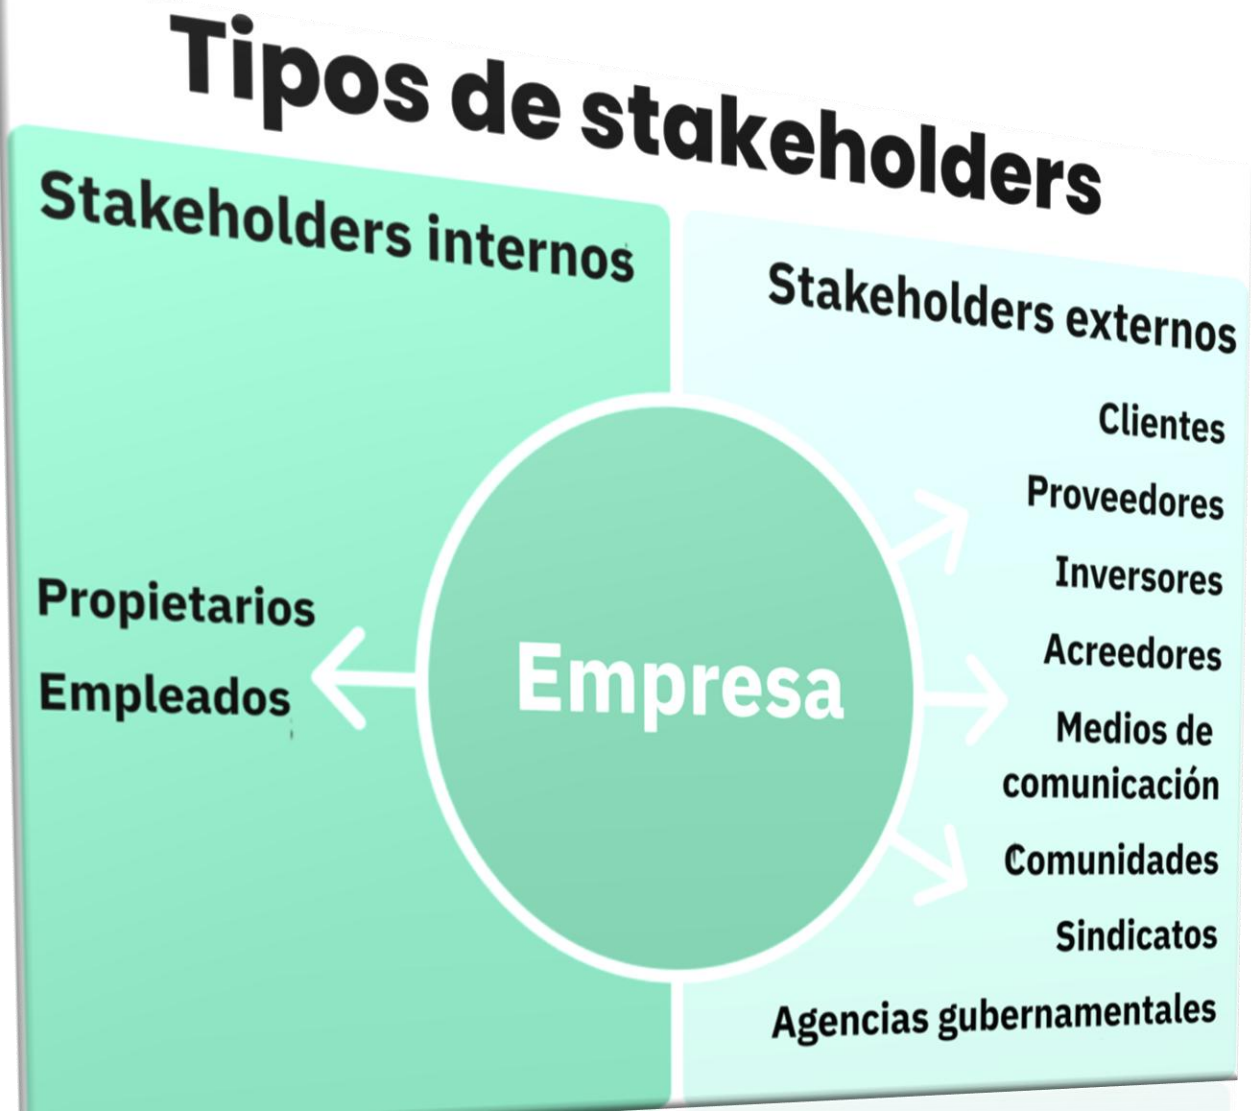 Tipos de stakeholders
Stakeholders internos
Propietarios
Empleados
Empresa
Stakeholders externos
Clientes
Proveedores
Inversores
Acreedores
Medios de
comunicación
Comunidades
Sindicatos
Agencias gubernamentales